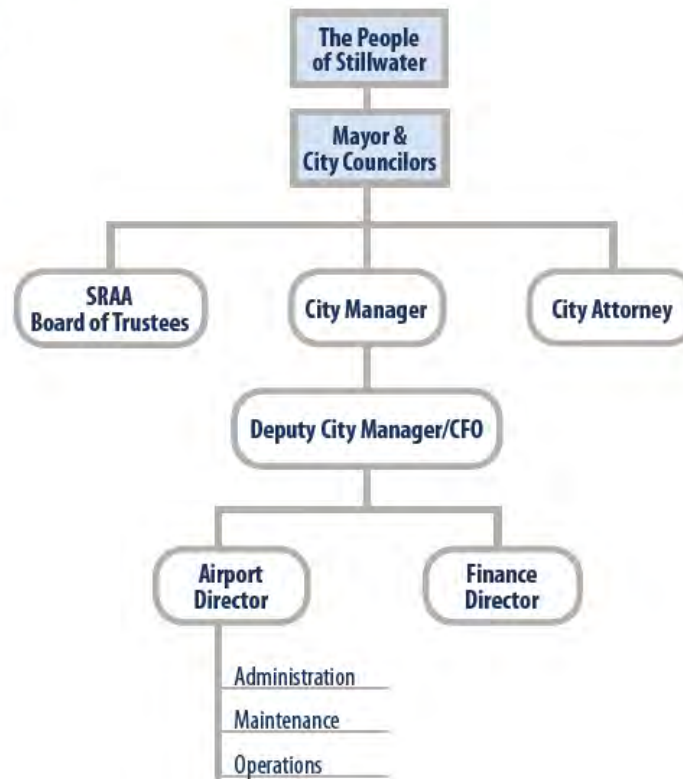 The People
of Stillwater
Mayor &
City Councilors
SRAA
Board of Trustees
City Manager
City Attorney
Deputy City Manager/CFO
Airport
Director
Finance
Director
Administration
Maintenance
Operations